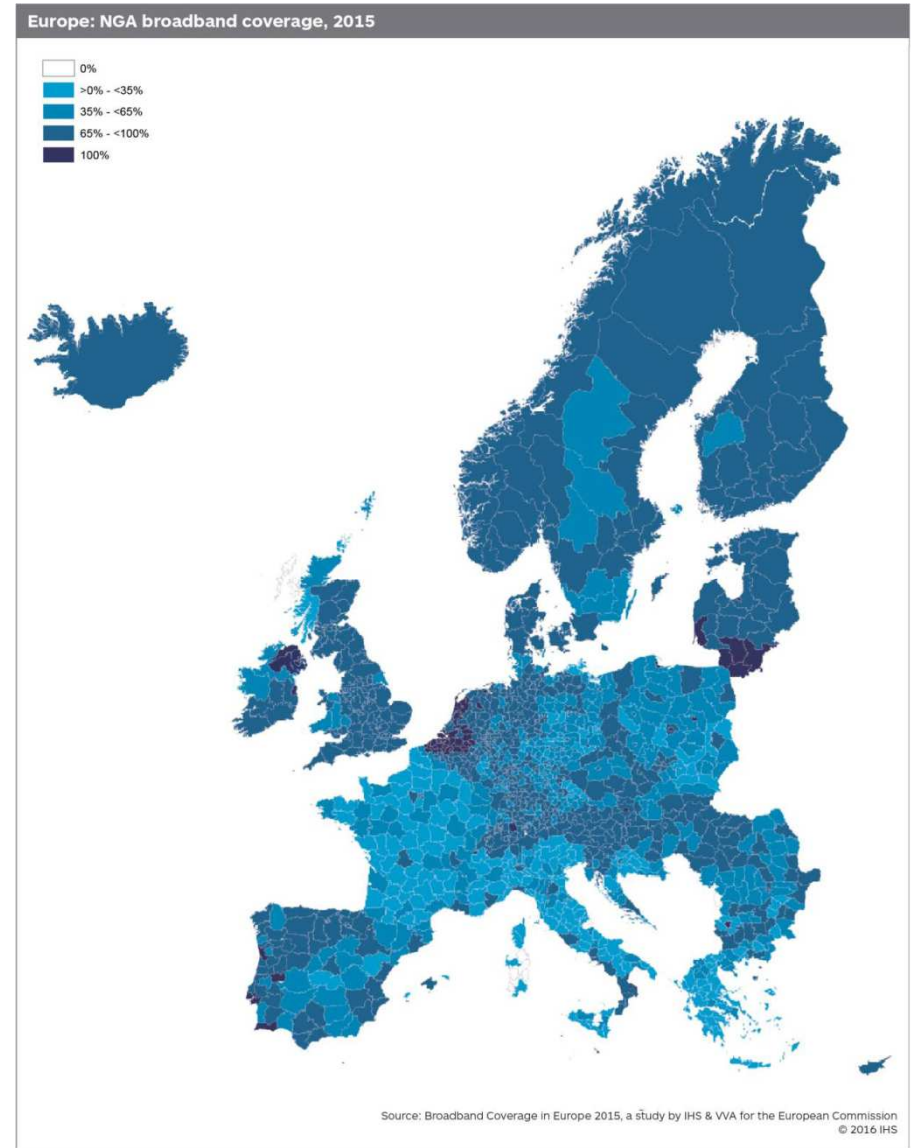 Europe: NGA broadband coverage, 2015
0%
>0% - <35%
35% - <65%
65% - <100%
100%
Source: Broadband Coverage in Europe 2015, a study by IHS & VVA for the European Commission
© 2016 IHS